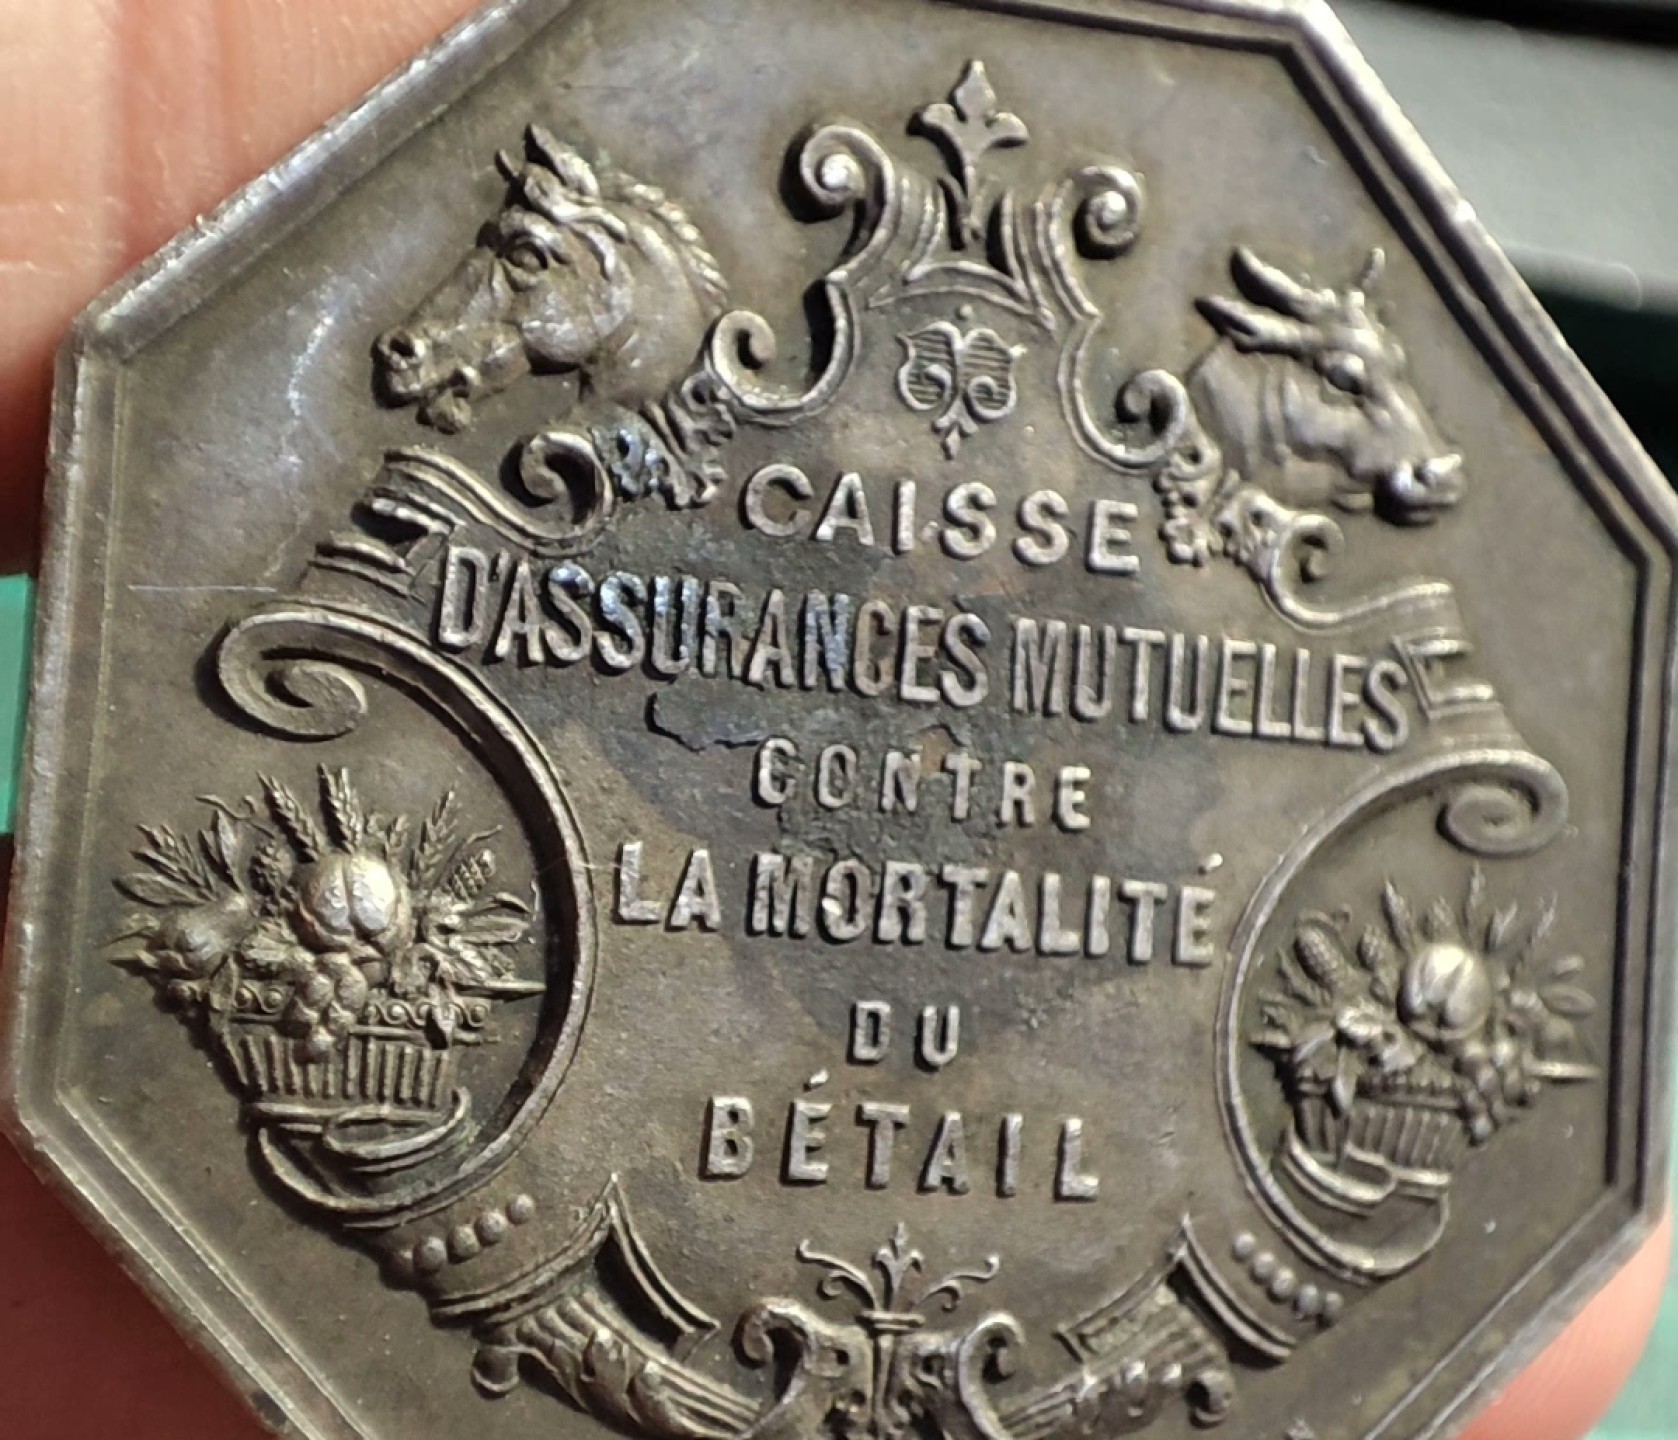 CAISSE
D'ASSURANCES MUTUELLES
CONTRE
LA MORTALITÉ
DU
BÉTAIL